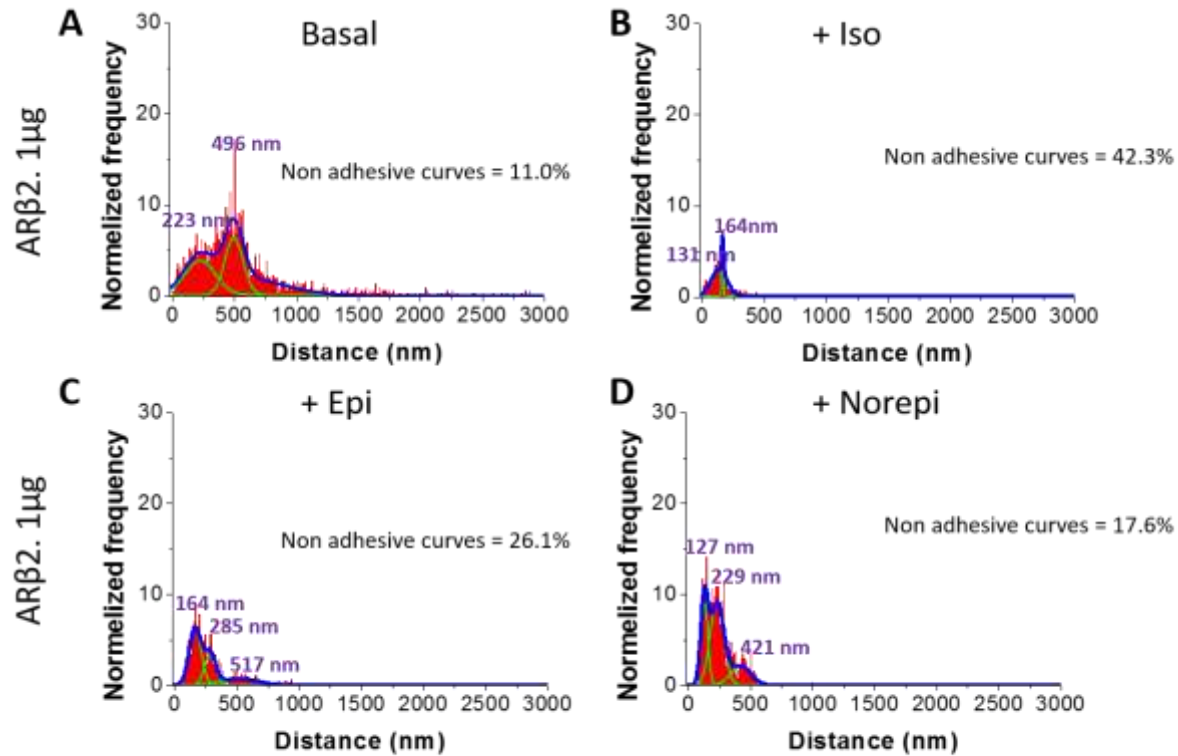 A
Basal
ARβ2. 1µg
Normelized frequency
30
20
10
0
496 nm
223 nm
Non adhesive curves = 11.0%
0 500 1000 1500 2000 2500 3000
Distance (nm)
B
+ Iso
Normelized frequency
30
20
10
0
164nm
131 nm
Non adhesive curves = 42.3%
0 500 1000 1500 2000 2500 3000
Distance (nm)
C
+ Epi
ARβ2. 1µg
Normelized frequency
30
20
10
0
164 nm
285 nm
517 nm
Non adhesive curves = 26.1%
0 500 1000 1500 2000 2500 3000
Distance (nm)
D
+ Norepi
Normelized frequency
30
20
10
0
127 nm
229 nm
421 nm
Non adhesive curves = 17.6%
0 500 1000 1500 2000 2500 3000
Distance (nm)